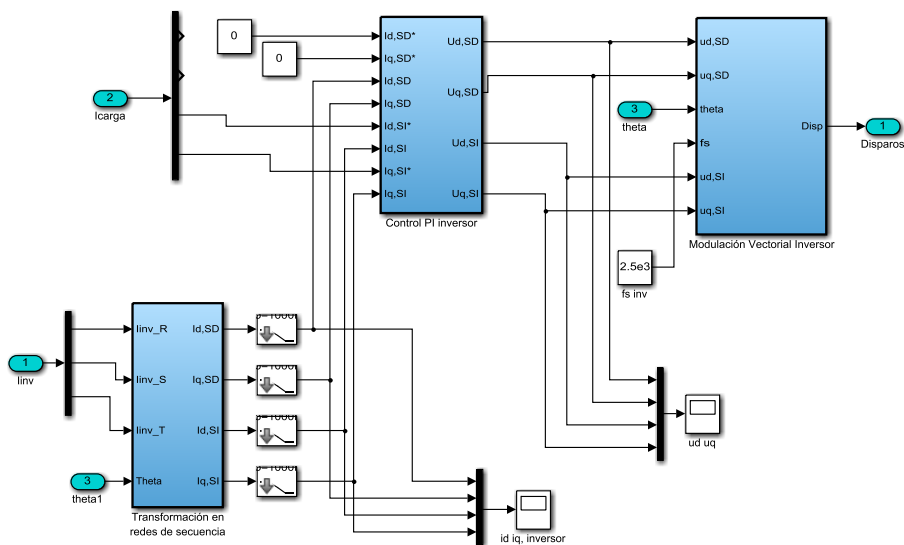 2
Icarga
0
0
Id,SD*
Iq,SD*
Id,SD
Iq,SD
Id,SI*
Id,SI
Iq,SI*
Iq,SI
Ud,SD
Uq,SD
Ud,SI
Uq,SI
Control PI inversor
3
theta
2.5e3
fs inv
ud,SD
uq,SD
theta
fs
ud,SI
uq,SI
Disp
Modulación Vectorial Inversor
1
Disparos
1
Iinv
3
theta1
Iinv_R
Iinv_S
Iinv_T
Theta
Id,SD
Iq,SD
Id,SI
Iq,SI
Transformación en
redes de secuencia
id iq, inversor
ud uq